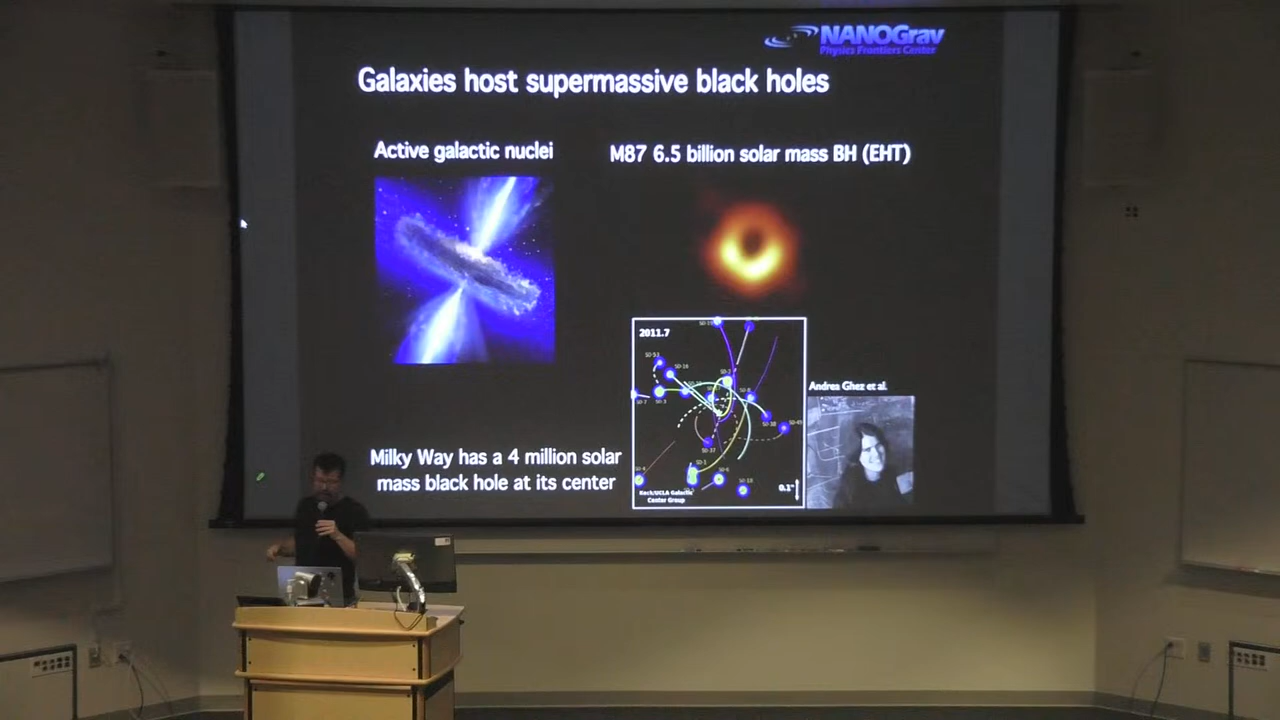 NANOGrav
Physics Frontiers Center
Galaxies host supermassive black holes
Active galactic nuclei
M87 6.5 billion solar mass BH (EHT)
2011.7
Andrea Ghez et al.
Milky Way has a 4 million solar
mass black hole at its center
Keck/UCLA Galactic
Center Group
0.1"